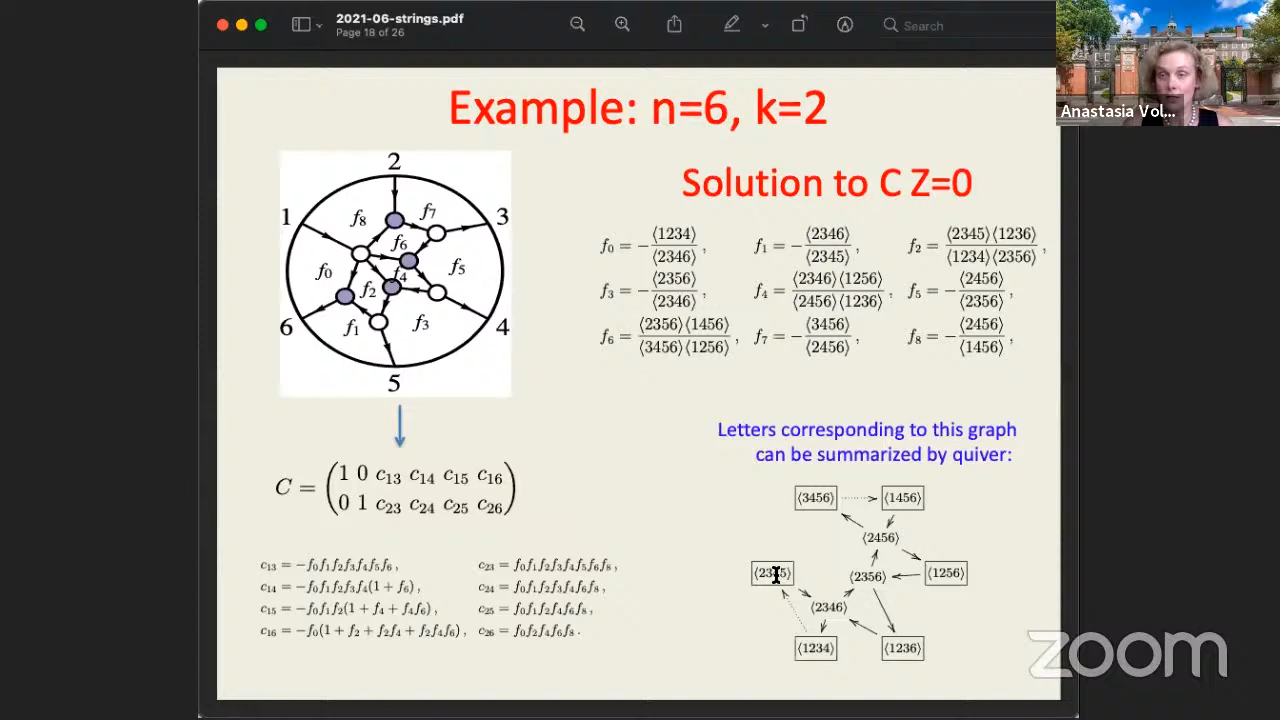 2021-06-strings.pdf
Page 18 of 26
Search
Anastasia Vol...
Example: n=6, k=2
Solution to C Z=0
2
1
3
6
4
5
f8
f7
f6
f0
f4
f5
f2
f1
f3
f0 = −⟨1234⟩/⟨2346⟩ , f1 = −⟨2346⟩/⟨2345⟩ , f2 = ⟨2345⟩⟨1236⟩/⟨1234⟩⟨2356⟩ ,
f3 = −⟨2356⟩/⟨2346⟩ , f4 = ⟨2346⟩⟨1256⟩/⟨2456⟩⟨1236⟩ , f5 = −⟨2456⟩/⟨2356⟩ ,
f6 = ⟨2356⟩⟨1456⟩/⟨3456⟩⟨1256⟩ , f7 = −⟨3456⟩/⟨2456⟩ , f8 = −⟨2456⟩/⟨1456⟩ ,
C = (1 0 c13 c14 c15 c16
0 1 c23 c24 c25 c26)
c13 = −f0f1f2f3f4f5f6 , c23 = f0f1f2f3f4f5f6f8 ,
c14 = −f0f1f2f3f4(1 + f6) , c24 = f0f1f2f3f4f6f8 ,
c15 = −f0f1f2(1 + f4 + f4f6) , c25 = f0f1f2f4f6f8 ,
c16 = −f0(1 + f2 + f2f4 + f2f4f6) , c26 = f0f2f4f6f8 .
Letters corresponding to this graph
can be summarized by quiver:
⟨3456⟩ ⟨1456⟩
⟨2456⟩
⟨2345⟩ ⟨2356⟩ ⟨1256⟩
⟨2346⟩
⟨1234⟩ ⟨1236⟩
zoom